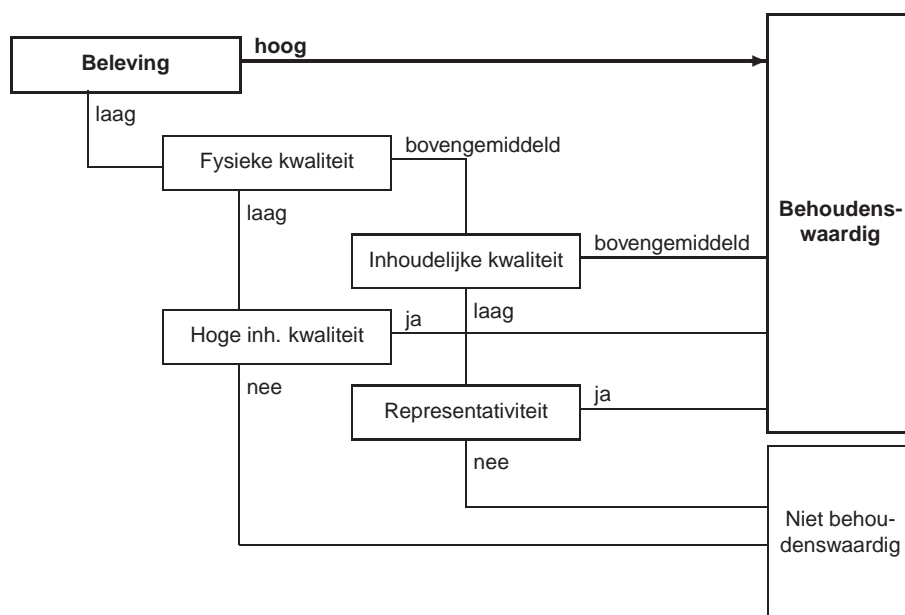 hoog
Beleving
laag
bovengemiddeld
Fysieke kwaliteit
laag
Behoudens-
waardig
bovengemiddeld
Inhoudelijke kwaliteit
laag
ja
Hoge inh. kwaliteit
nee
ja
Representativiteit
nee
Niet behou-
denswaardig